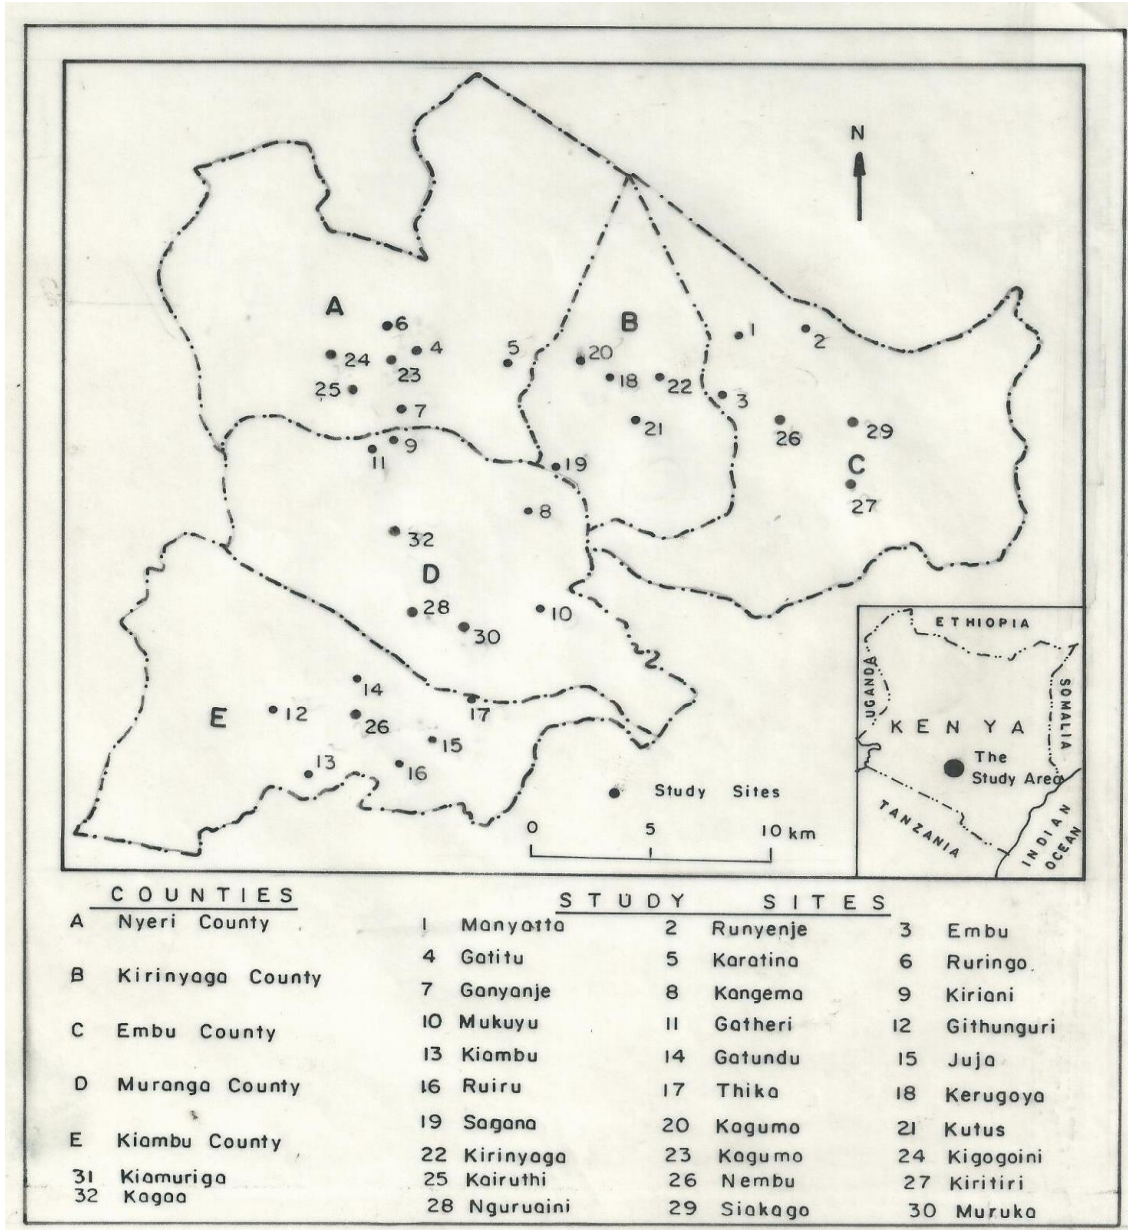 N
A
B
6
4
5
1
2
24
23
20
18
22
25
7
3
21
26
29
9
11
19
C
27
8
32
D
28
10
30
14
E
12
26
17
15
13
16
Study Sites
0 5 10 km
ETHIOPIA
UGANDA
SOMALIA
KENYA
The
Study Area
TANZANIA
INDIAN
OCEAN
COUNTIES
A Nyeri County
B Kirinyaga County
C Embu County
D Muranga County
E Kiambu County
STUDY SITES
1 Manyatta 2 Runyenje 3 Embu
4 Gatitu 5 Karatina 6 Ruringo
7 Ganyanje 8 Kangema 9 Kiriani
10 Mukuyu 11 Gatheri 12 Githunguri
13 Kiambu 14 Gatundu 15 Juja
16 Ruiru 17 Thika 18 Kerugoya
19 Sagana 20 Kagumo 21 Kutus
22 Kirinyaga 23 Kagumo 24 Kigogoini
31 Kiamuriga 25 Kairuthi 26 Nembu 27 Kiritiri
32 Kagaa 28 Nguruaini 29 Siakago 30 Muruka